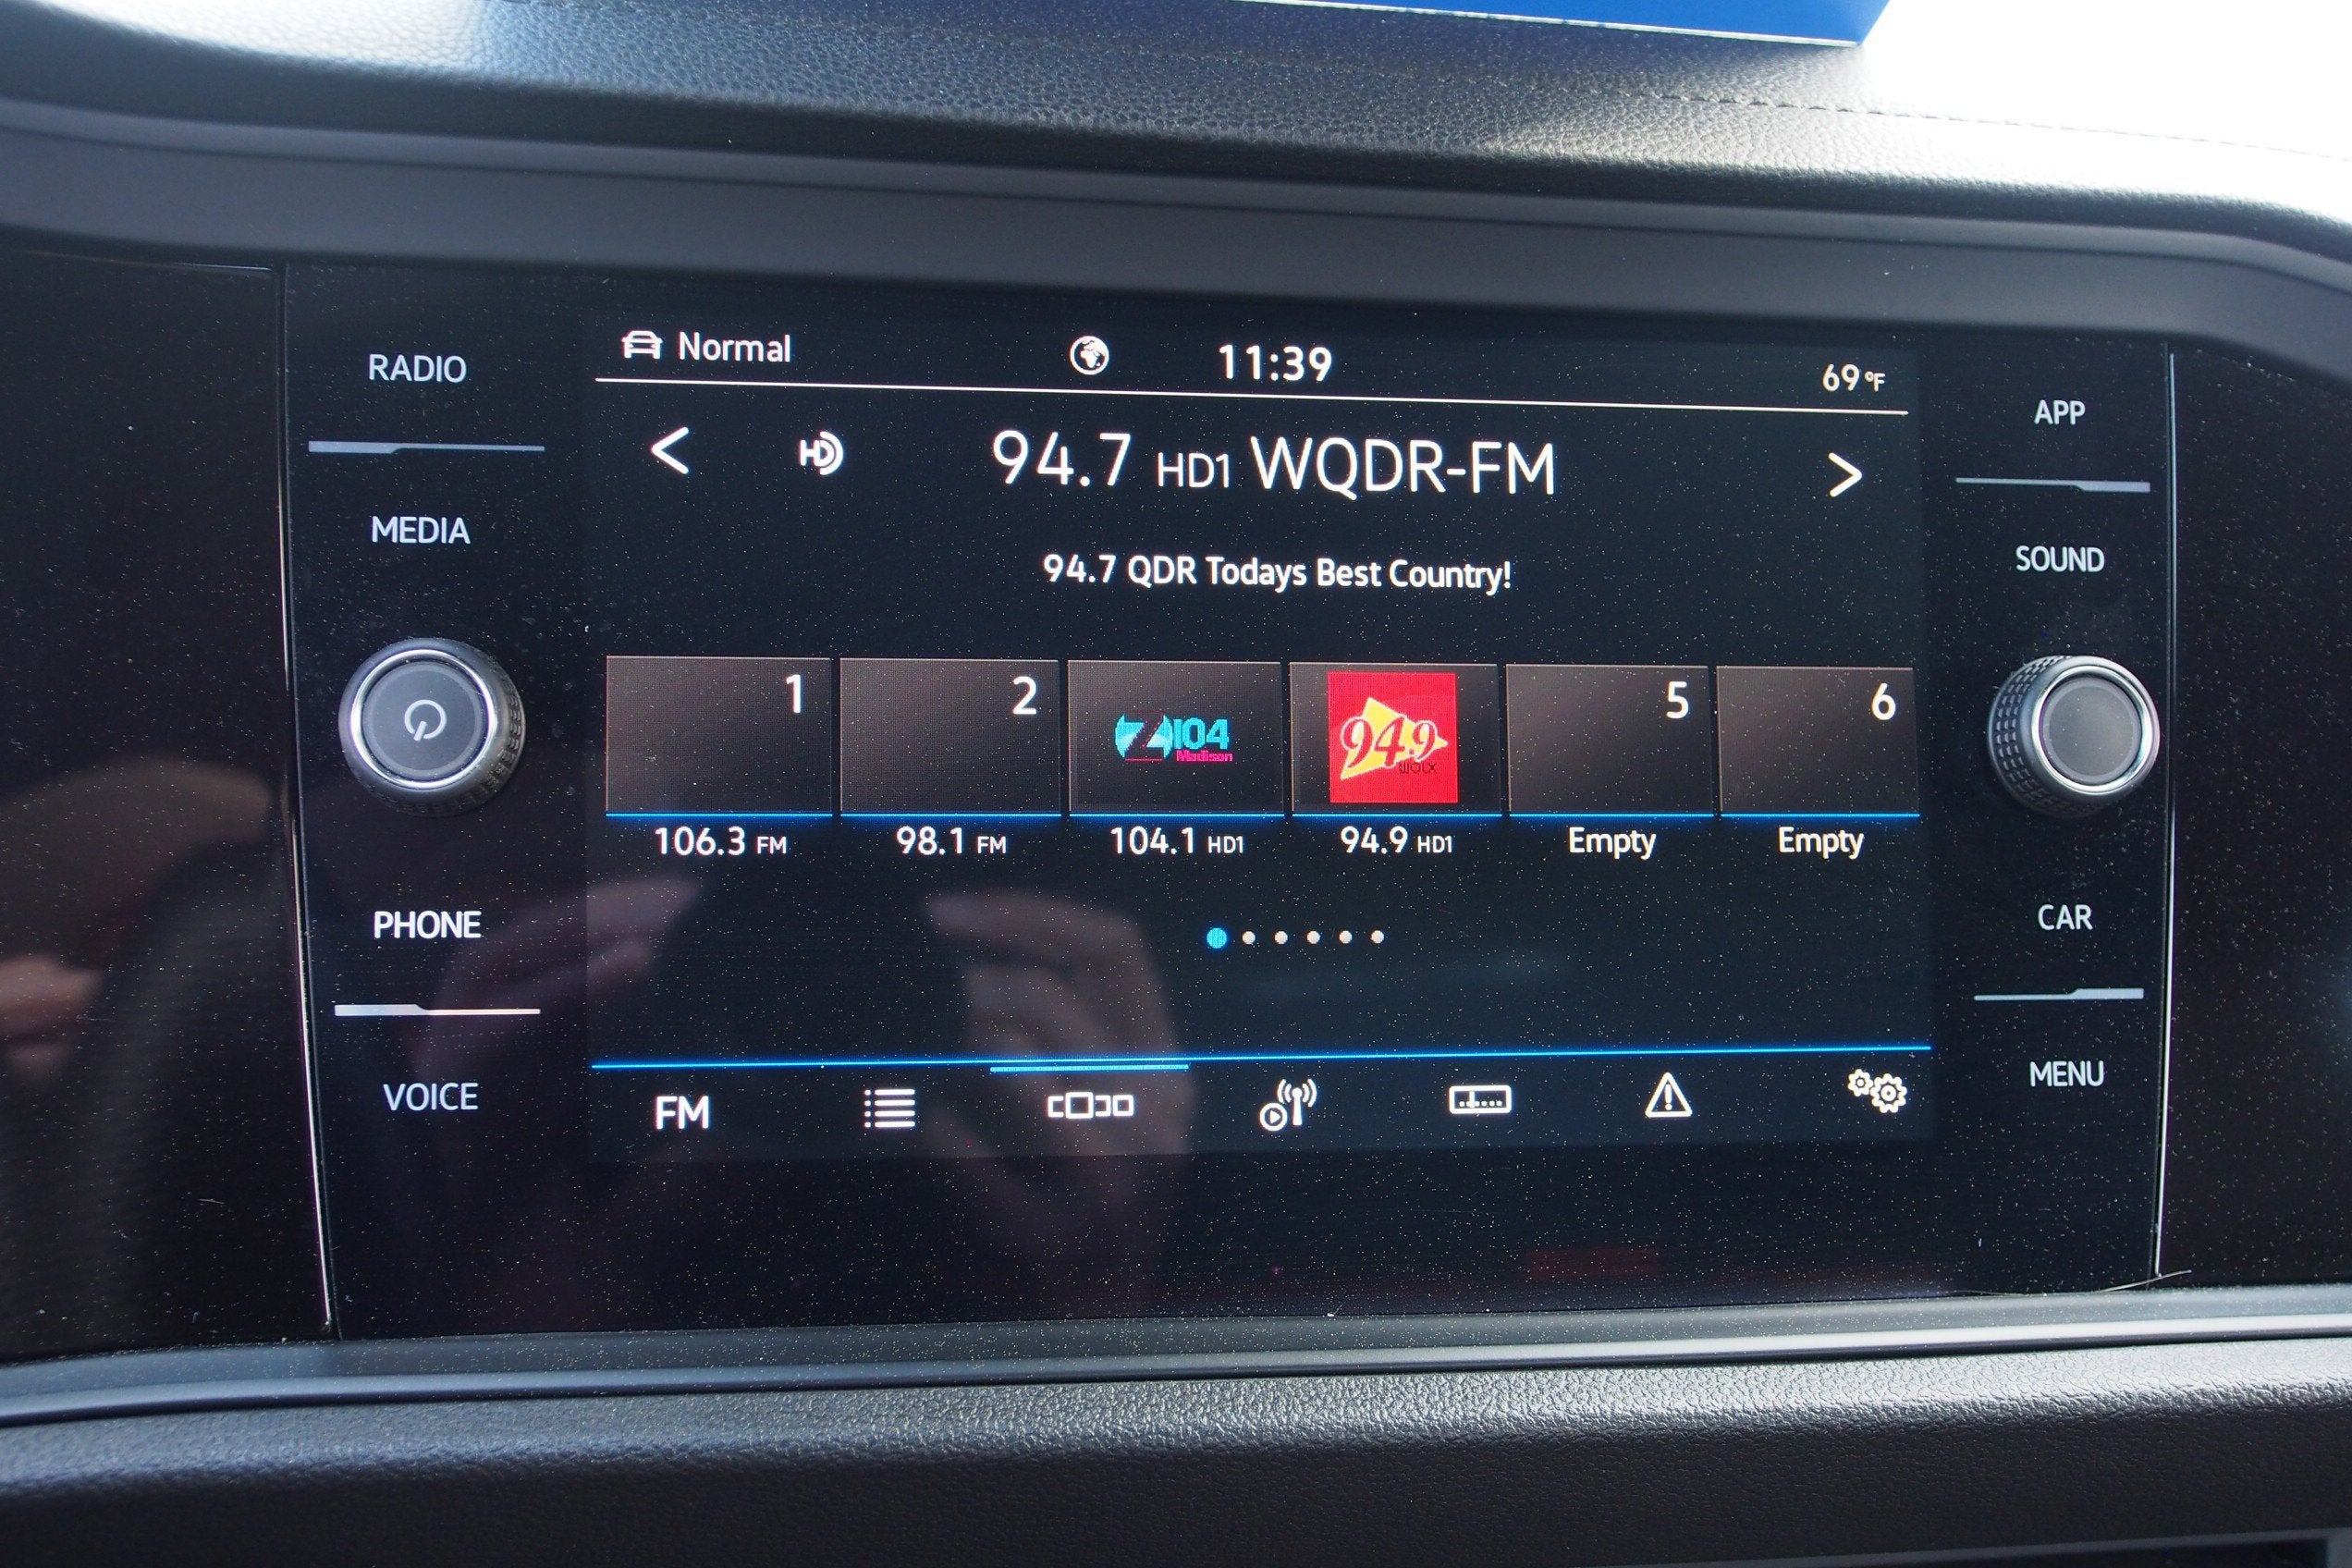 RADIO
MEDIA
PHONE
VOICE
Normal
11:39
69°F
94.7 HD1 WQDR-FM
94.7 QDR Todays Best Country!
1
2
Z104
Madison
94.9
WOLX
5
6
106.3 FM
98.1 FM
104.1 HD1
94.9 HD1
Empty
Empty
FM
APP
SOUND
CAR
MENU